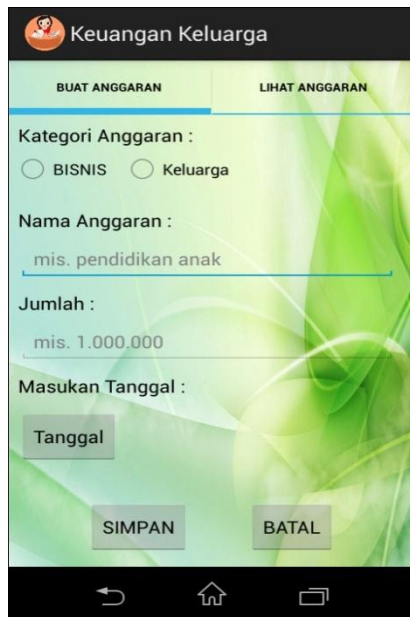 Keuangan Keluarga
BUAT ANGGARAN LIHAT ANGGARAN
Kategori Anggaran :
BISNIS Keluarga
Nama Anggaran :
mis. pendidikan anak
Jumlah :
mis. 1.000.000
Masukan Tanggal :
Tanggal
SIMPAN BATAL